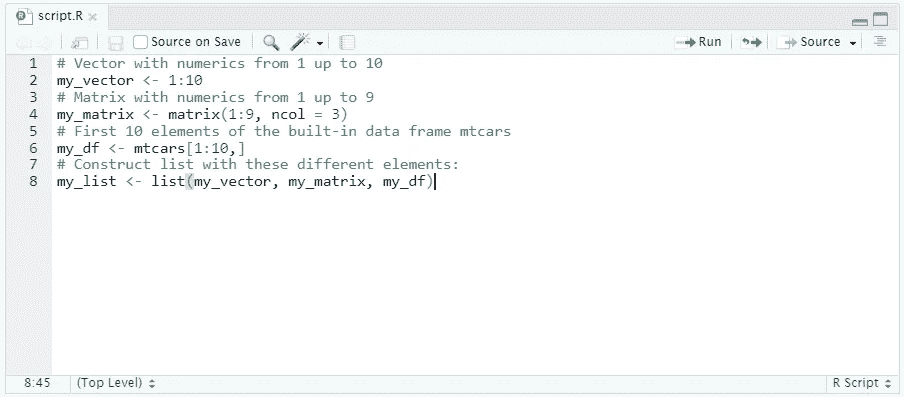 script.R
Source on Save Run Source
1 # Vector with numerics from 1 up to 10
2 my_vector <- 1:10
3 # Matrix with numerics from 1 up to 9
4 my_matrix <- matrix(1:9, ncol = 3)
5 # First 10 elements of the built-in data frame mtcars
6 my_df <- mtcars[1:10,]
7 # Construct list with these different elements:
8 my_list <- list(my_vector, my_matrix, my_df)
8:45 (Top Level) R Script